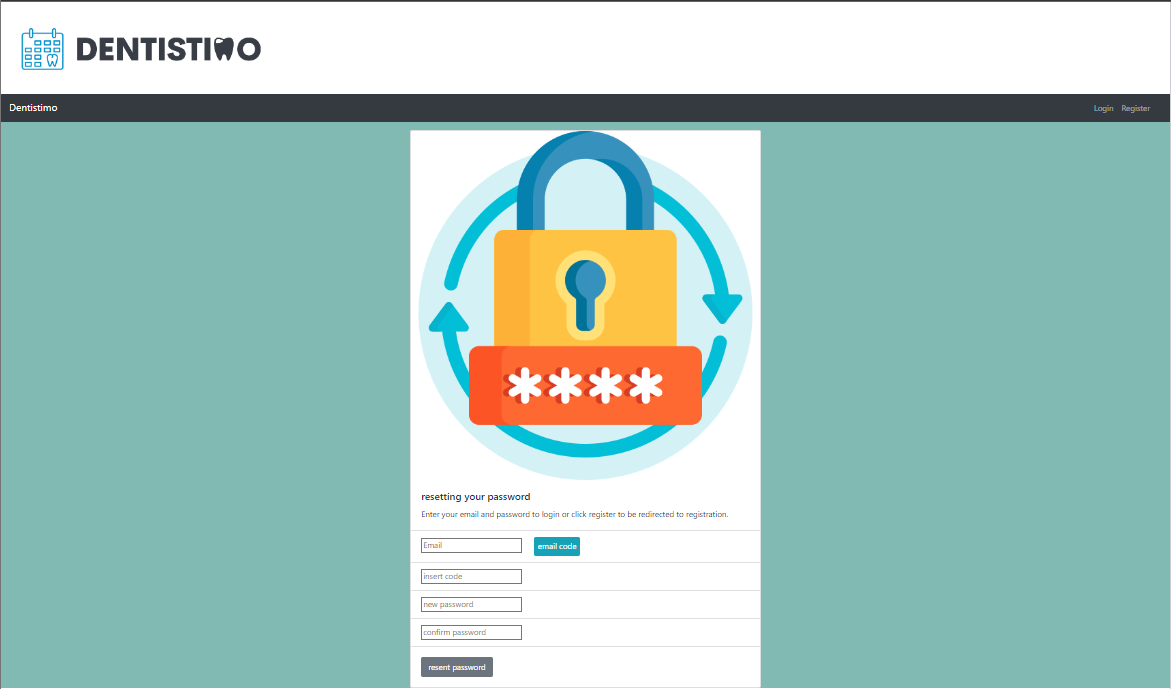 DENTISTIMO
Dentistimo
Login Register
****
resetting your password
Enter your email and password to login or click register to be redirected to registration.
Email email code
insert code
new password
confirm password
resent password